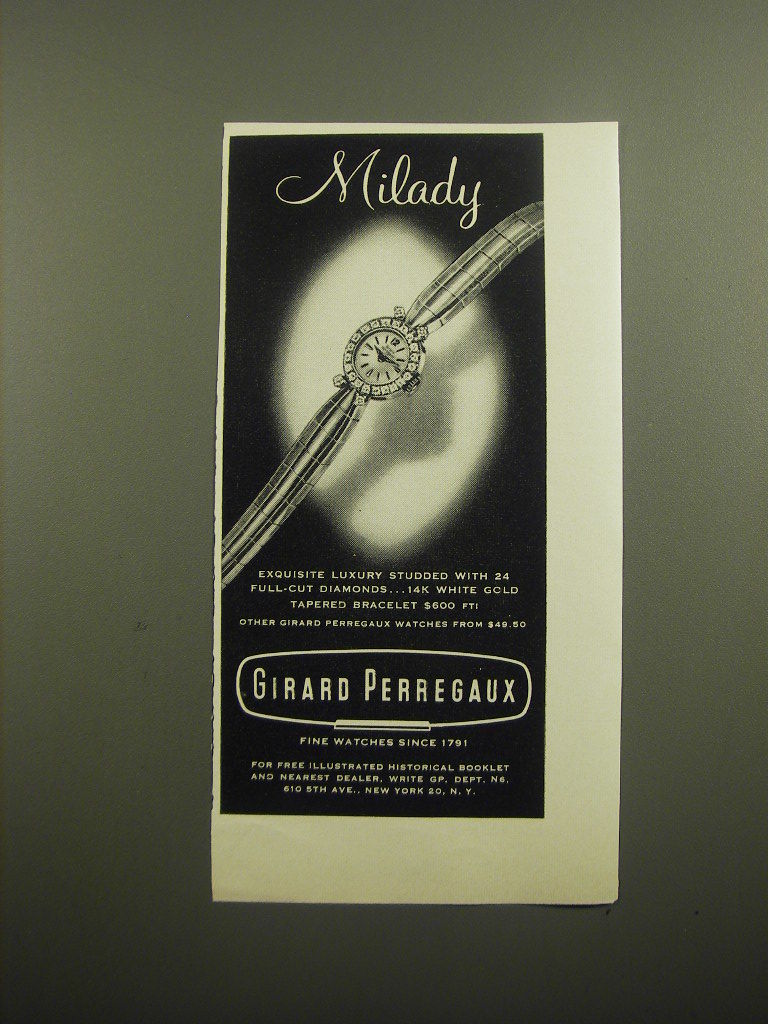 Milady
EXQUISITE LUXURY STUDDED WITH 24
FULL-CUT DIAMONDS...14K WHITE GOLD
TAPERED BRACELET $600 FTI
OTHER GIRARD PERREGAUX WATCHES FROM $49.50
GIRARD PERREGAUX
FINE WATCHES SINCE 1791
FOR FREE ILLUSTRATED HISTORICAL BOOKLET
AND NEAREST DEALER, WRITE GP, DEPT. N6,
610 5TH AVE., NEW YORK 20, N.Y.